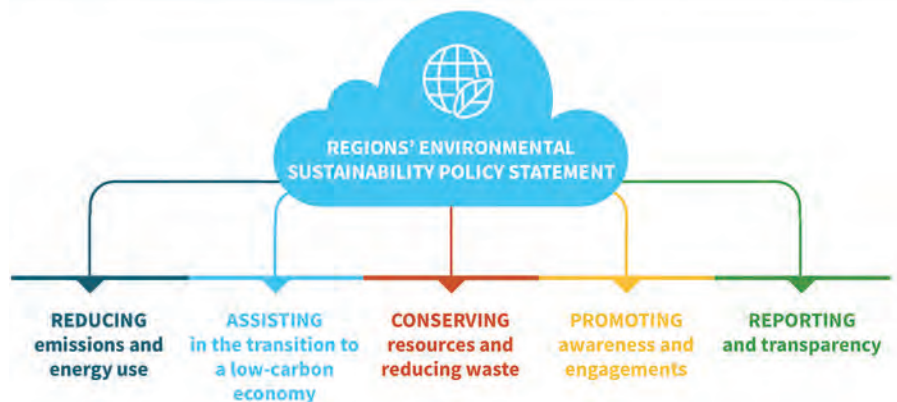 REGIONS’ ENVIRONMENTAL
SUSTAINABILITY POLICY STATEMENT
REDUCING
emissions and
energy use
ASSISTING
in the transition to
a low-carbon
economy
CONSERVING
resources and
reducing waste
PROMOTING
awareness and
engagements
REPORTING
and transparency